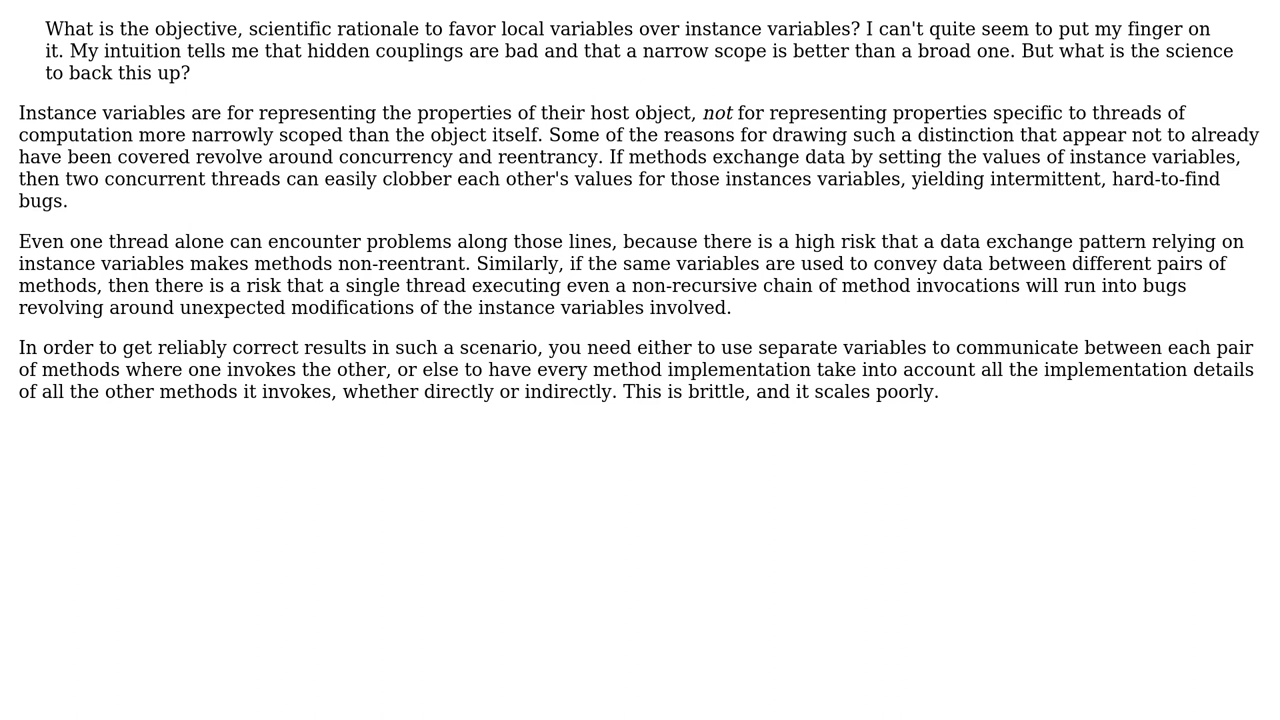 What is the objective, scientific rationale to favor local variables over instance variables? I can't quite seem to put my finger on
it. My intuition tells me that hidden couplings are bad and that a narrow scope is better than a broad one. But what is the science
to back this up?
Instance variables are for representing the properties of their host object, not for representing properties specific to threads of
computation more narrowly scoped than the object itself. Some of the reasons for drawing such a distinction that appear not to already
have been covered revolve around concurrency and reentrancy. If methods exchange data by setting the values of instance variables,
then two concurrent threads can easily clobber each other's values for those instances variables, yielding intermittent, hard-to-find
bugs.
Even one thread alone can encounter problems along those lines, because there is a high risk that a data exchange pattern relying on
instance variables makes methods non-reentrant. Similarly, if the same variables are used to convey data between different pairs of
methods, then there is a risk that a single thread executing even a non-recursive chain of method invocations will run into bugs
revolving around unexpected modifications of the instance variables involved.
In order to get reliably correct results in such a scenario, you need either to use separate variables to communicate between each pair
of methods where one invokes the other, or else to have every method implementation take into account all the implementation details
of all the other methods it invokes, whether directly or indirectly. This is brittle, and it scales poorly.